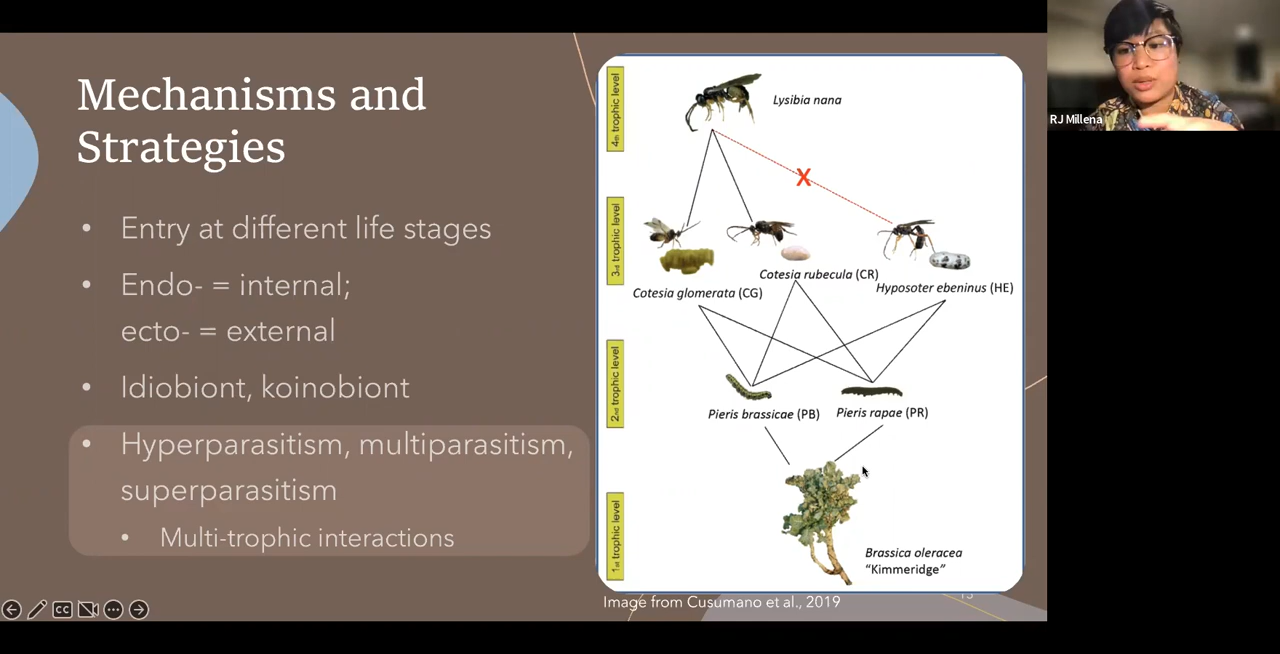 Mechanisms and
Strategies
• Entry at different life stages
• Endo- = internal;
ecto- = external
• Idiobiont, koinobiont
• Hyperparasitism, multiparasitism,
superparasitism
• Multi-trophic interactions
4th trophic level
Lysibia nana
X
3rd trophic level
Cotesia rubecula (CR)
Cotesia glomerata (CG)
Hyposoter ebeninus (HE)
2nd trophic level
Pieris brassicae (PB)
Pieris rapae (PR)
1st trophic level
Brassica oleracea
“Kimmeridge”
Image from Cusumano et al., 2019
CC
RJ Millena